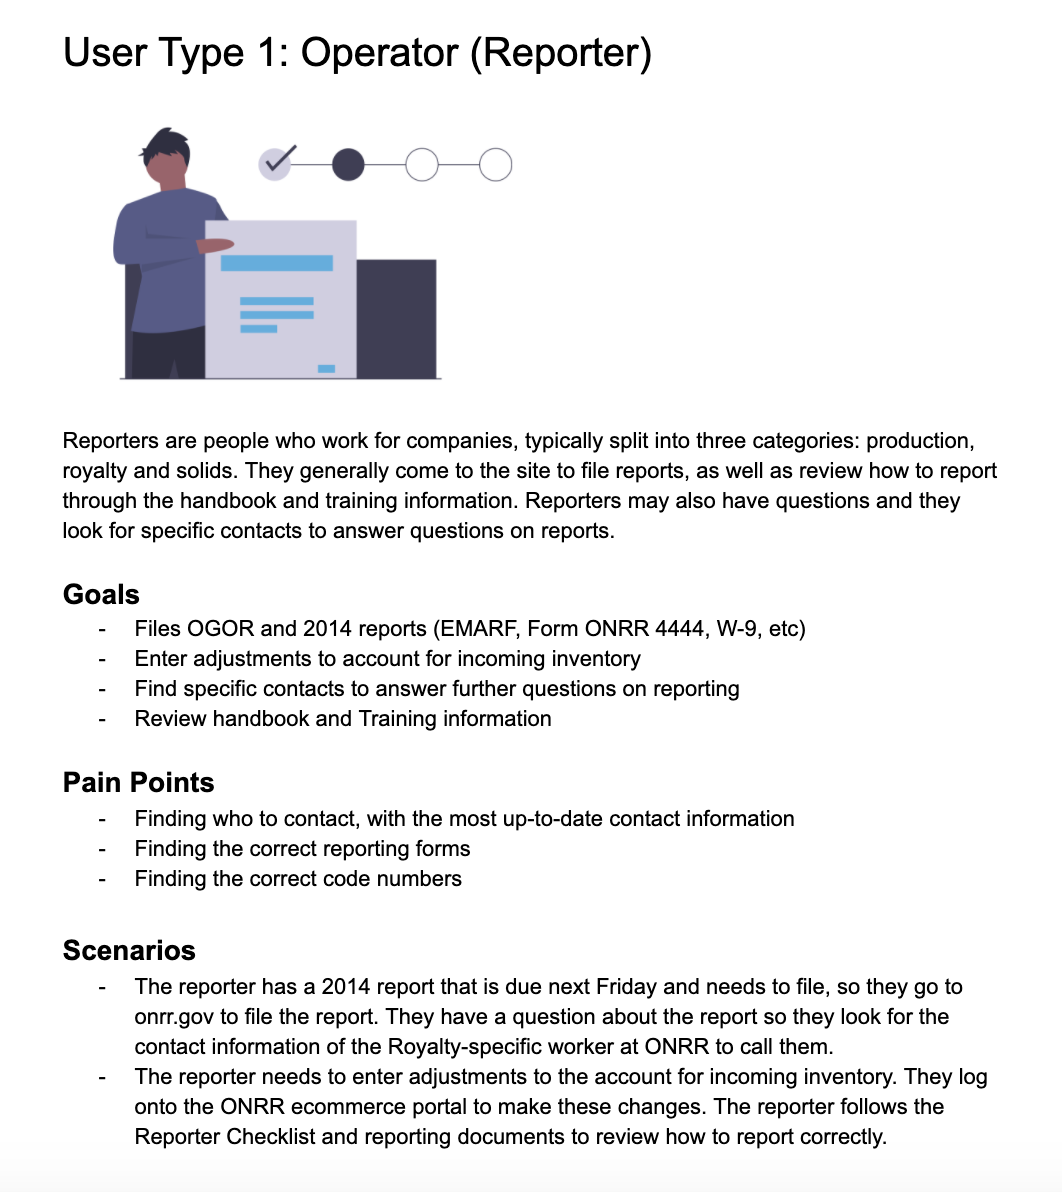 User Type 1: Operator (Reporter)
Reporters are people who work for companies, typically split into three categories: production,
royalty and solids. They generally come to the site to file reports, as well as review how to report
through the handbook and training information. Reporters may also have questions and they
look for specific contacts to answer questions on reports.
Goals
- Files OGOR and 2014 reports (EMARF, Form ONRR 4444, W-9, etc)
- Enter adjustments to account for incoming inventory
- Find specific contacts to answer further questions on reporting
- Review handbook and Training information
Pain Points
- Finding who to contact, with the most up-to-date contact information
- Finding the correct reporting forms
- Finding the correct code numbers
Scenarios
- The reporter has a 2014 report that is due next Friday and needs to file, so they go to
onrr.gov to file the report. They have a question about the report so they look for the
contact information of the Royalty-specific worker at ONRR to call them.
- The reporter needs to enter adjustments to the account for incoming inventory. They log
onto the ONRR ecommerce portal to make these changes. The reporter follows the
Reporter Checklist and reporting documents to review how to report correctly.